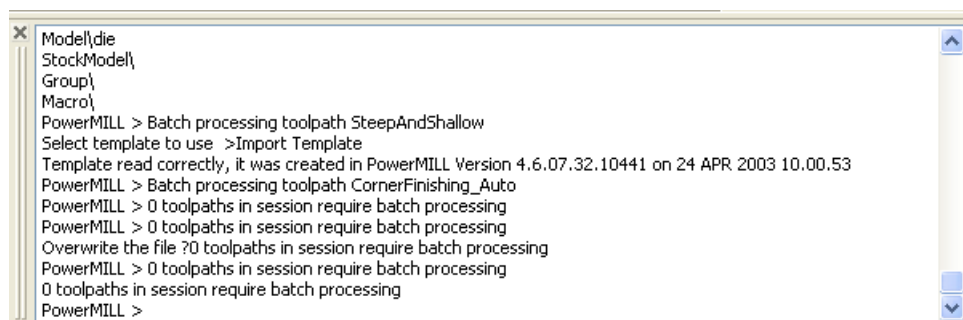 Model\die
StockModel\
Group\
Macro\
PowerMILL > Batch processing toolpath SteepAndShallow
Select template to use  >Import Template
Template read correctly, it was created in PowerMILL Version 4.6.07.32.10441 on 24 APR 2003 10.00.53
PowerMILL > Batch processing toolpath CornerFinishing_Auto
PowerMILL > 0 toolpaths in session require batch processing
PowerMILL > 0 toolpaths in session require batch processing
Overwrite the file ?0 toolpaths in session require batch processing
PowerMILL > 0 toolpaths in session require batch processing
0 toolpaths in session require batch processing
PowerMILL >